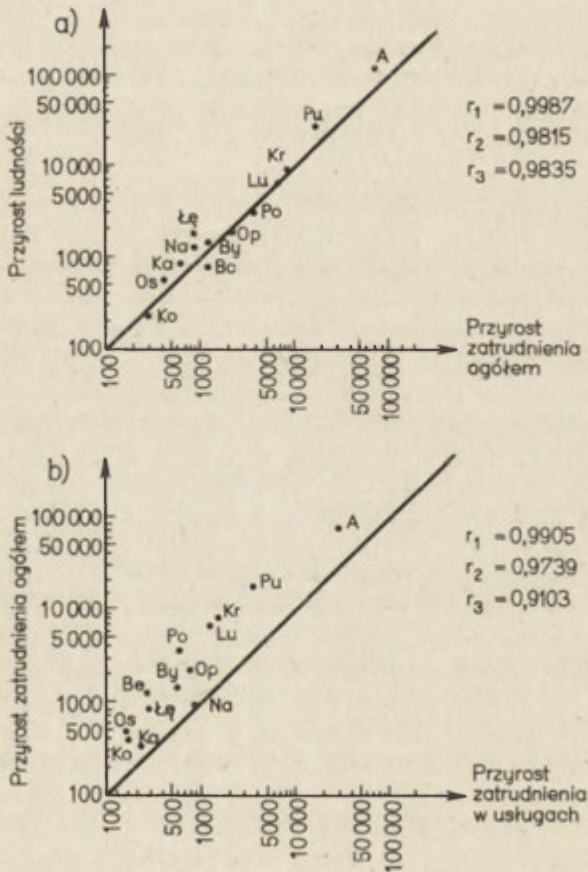 a)
Przyrost ludności
100 000
50 000
10 000
5000
1000
500
100
A
Pu
Kr
Lu
Po
Łę
Op
Na
By
Ka
Bc
Os
Ko
r1 = 0,9987
r2 = 0,9815
r3 = 0,9835
100
500
1000
5000
10 000
50 000
100 000
Przyrost
zatrudnienia
ogółem
b)
Przyrost zatrudnienia ogółem
100 000
50 000
10 000
5000
1000
500
100
A
Pu
Kr
Po
Lu
By
Op
Be
Łę
Na
Os
Ka
Ko
r1 = 0,9905
r2 = 0,9739
r3 = 0,9103
100
500
1000
5000
10 000
50 000
100 000
Przyrost
zatrudnienia
w usługach